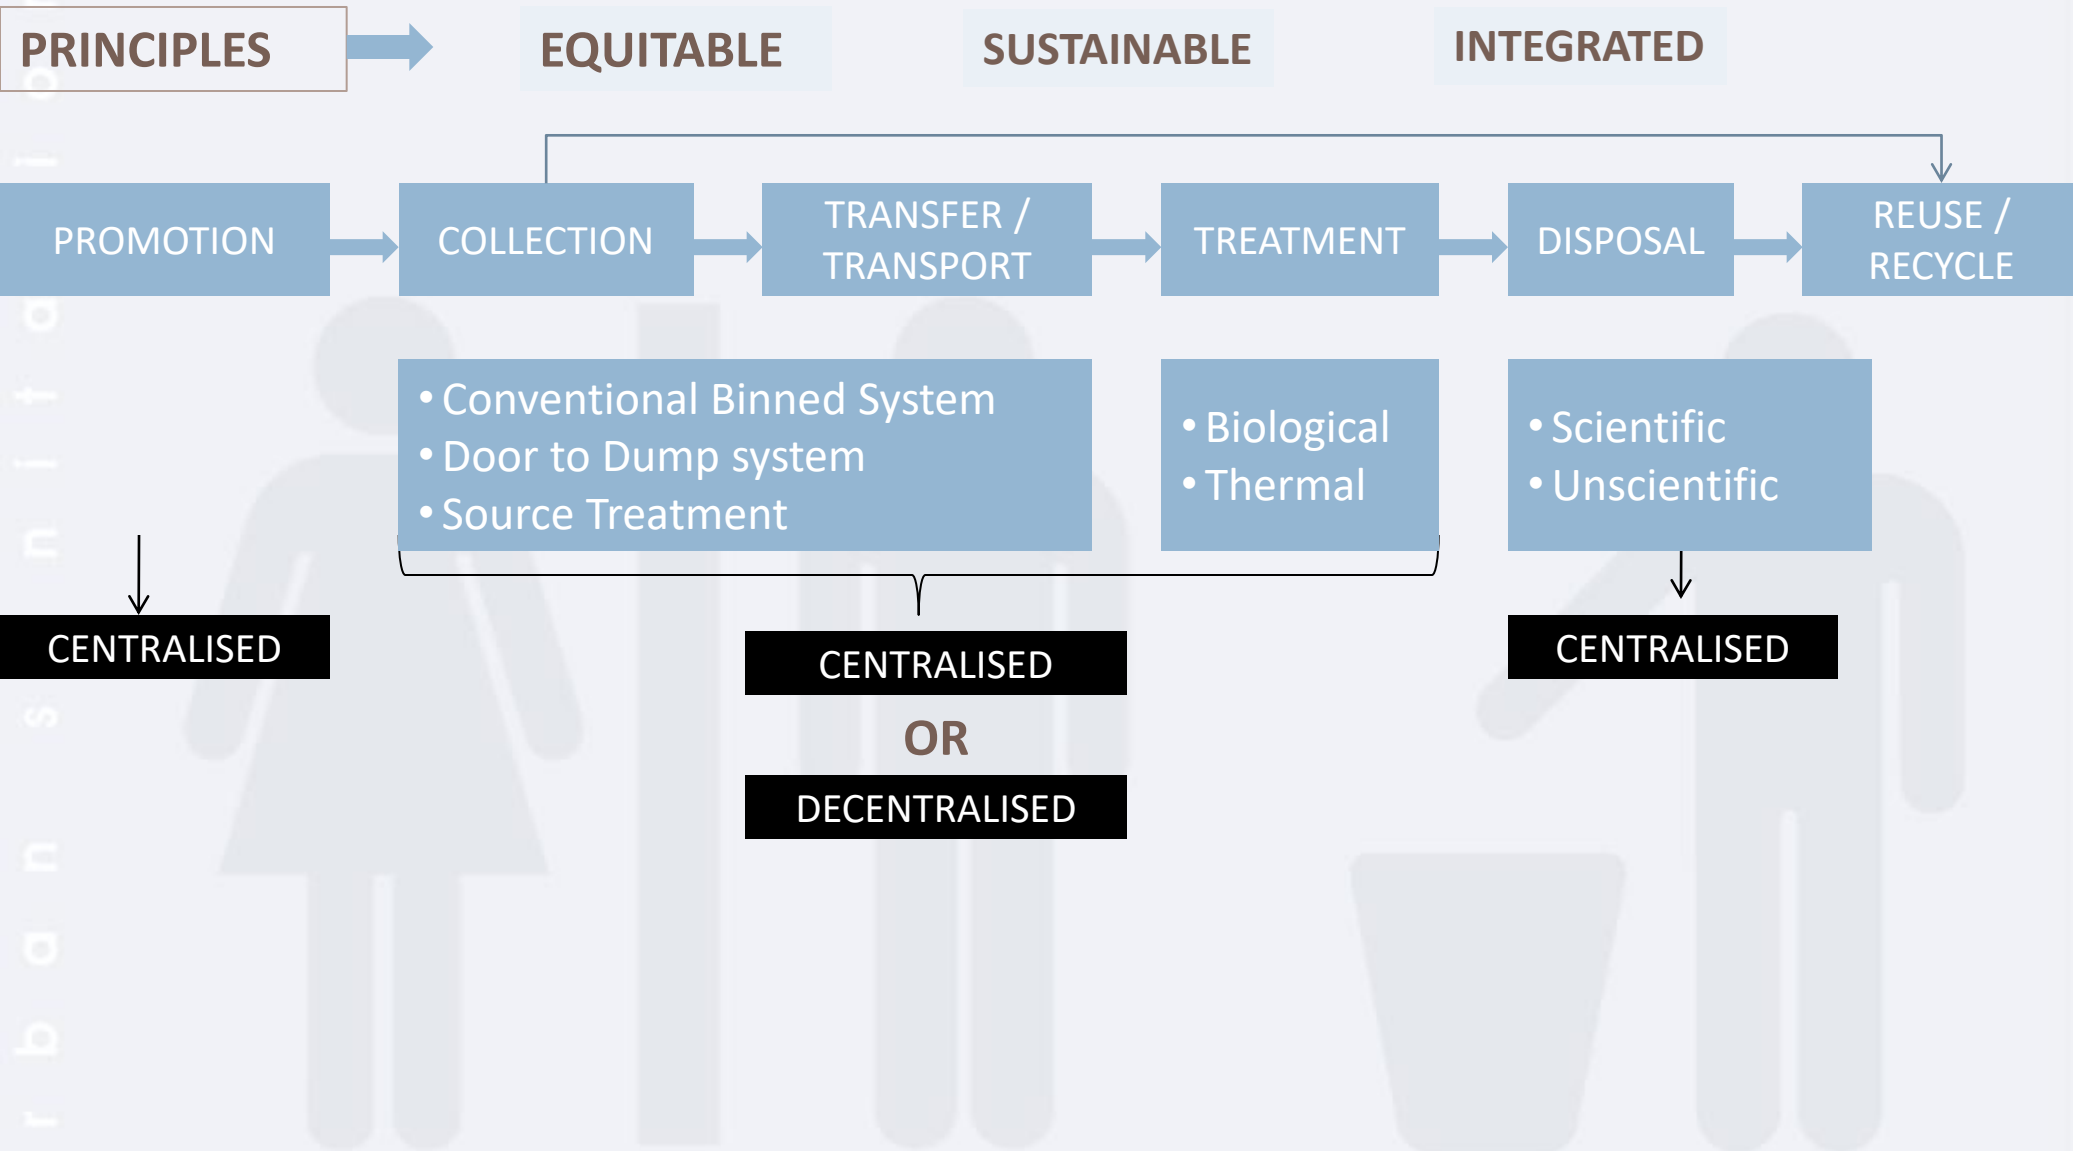 PRINCIPLES
EQUITABLE
SUSTAINABLE
INTEGRATED
PROMOTION
COLLECTION
TRANSFER /
TRANSPORT
TREATMENT
DISPOSAL
REUSE /
RECYCLE
• Conventional Binned System
• Door to Dump system
• Source Treatment
• Biological
• Thermal
• Scientific
• Unscientific
CENTRALISED
CENTRALISED
OR
DECENTRALISED
CENTRALISED
r b a n s a n i t a t i o n